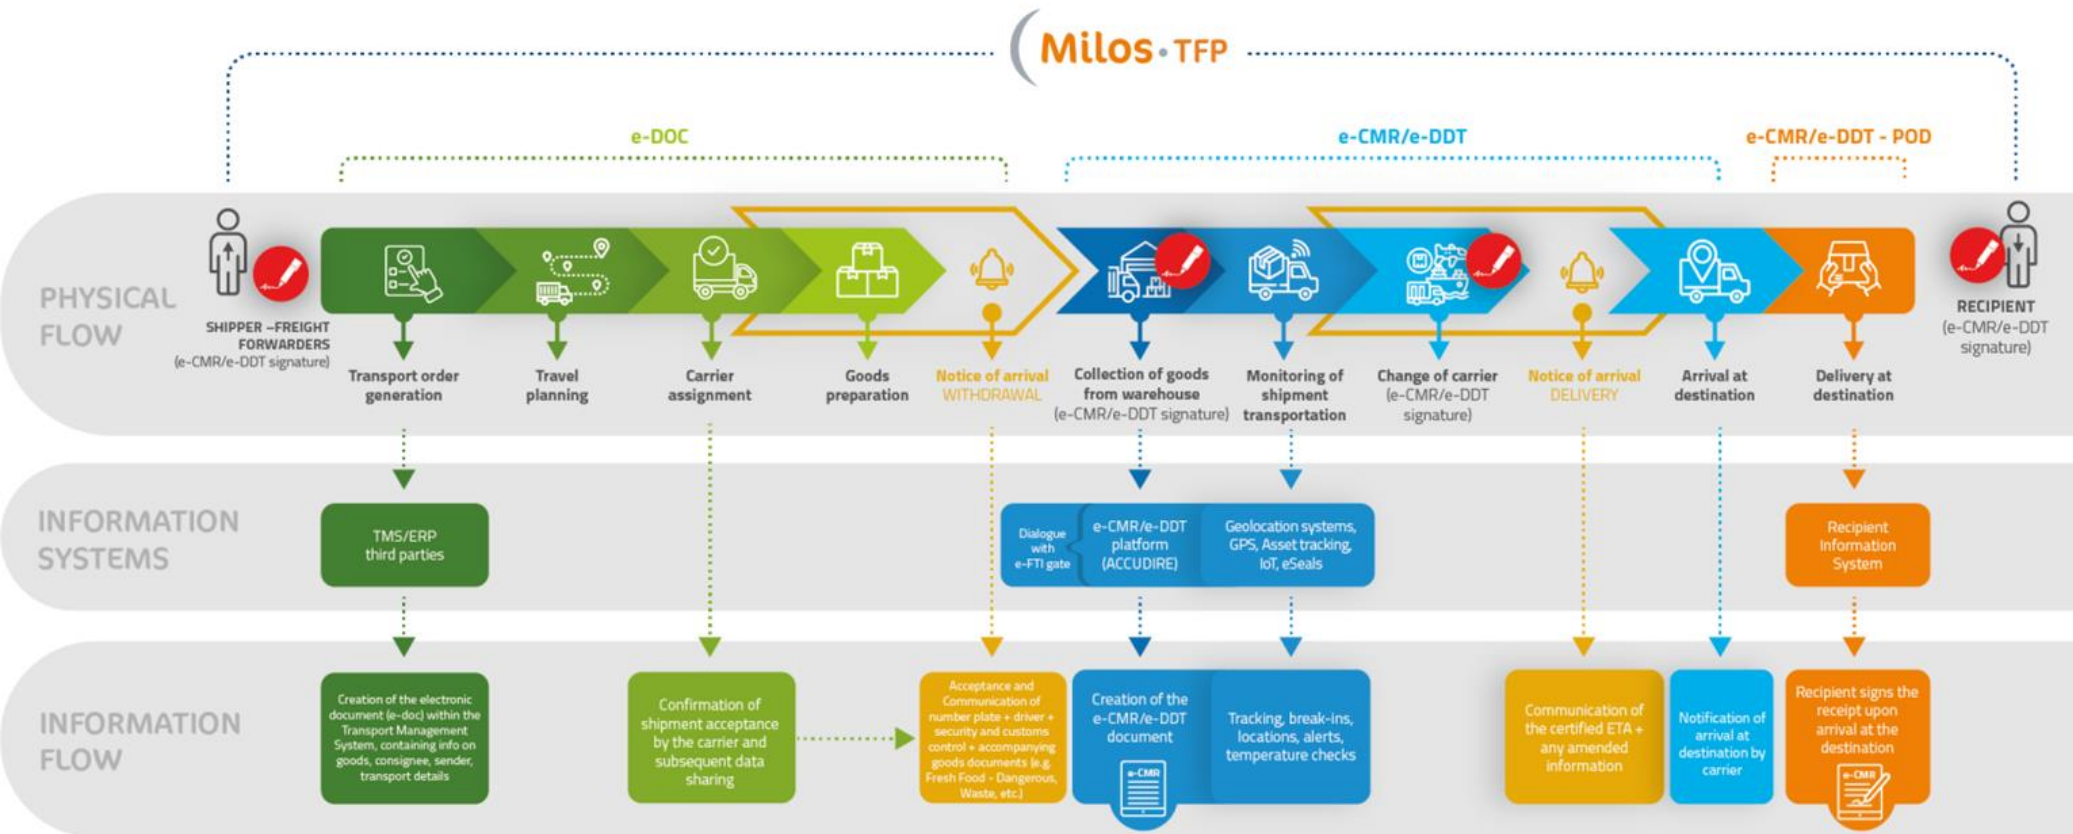 Milos · TFP
e-DOC
e-CMR/e-DDT
e-CMR/e-DDT - POD
PHYSICAL
FLOW
SHIPPER –FREIGHT
FORWARDERS
(e-CMR/e-DDT signature)
Transport order
generation
Travel
planning
Carrier
assignment
Goods
preparation
Notice of arrival
WITHDRAWAL
Collection of goods
from warehouse
(e-CMR/e-DDT signature)
Monitoring of
shipment
transportation
Change of carrier
(e-CMR/e-DDT
signature)
Notice of arrival
DELIVERY
Arrival at
destination
Delivery at
destination
RECIPIENT
(e-CMR/e-DDT
signature)
INFORMATION
SYSTEMS
TMS/ERP
third parties
Dialogue
with
e-FTI gate
e-CMR/e-DDT
platform
(ACCUDIRE)
Geolocation systems,
GPS, Asset tracking,
IoT, eSeals
Recipient
Information
System
INFORMATION
FLOW
Creation of the electronic
document (e-doc) within the
Transport Management
System, containing info on
goods, consignee, sender,
transport details
Confirmation of
shipment acceptance
by the carrier and
subsequent data
sharing
Acceptance and
Communication of
number plate + driver +
security and customs
control + accompanying
goods documents (e.g.
Fresh Food - Dangerous,
Waste, etc.)
Creation of the
e-CMR/e-DDT
document
e-CMR
Tracking, break-ins,
locations, alerts,
temperature checks
Communication of
the certified ETA +
any amended
information
Notification of
arrival at
destination by
carrier
Recipient signs the
receipt upon
arrival at the
destination
e-CMR